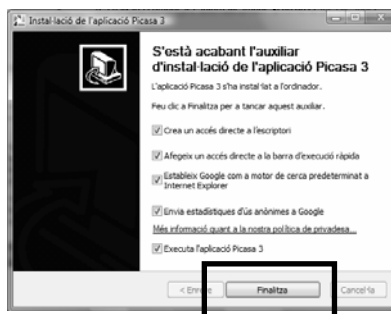 Instal·lació de l'aplicació Picasa 3
S'està acabant l'auxiliar
d'instal·lació de l'aplicació Picasa 3
L'aplicació Picasa 3 s'ha instal·lat a l'ordinador.
Feu clic a Finalitza per a tancar aquest auxiliar.
Crea un accés directe a l'escriptori
Afegeix un accés directe a la barra d'execució ràpida
Estableix Google com a motor de cerca predeterminat a
Internet Explorer
Envia estadístiques d'ús anònimes a Google
Més informació quant a la nostra política de privadesa...
Executa l'aplicació Picasa 3
< Enrere Finalitza Cancel·la